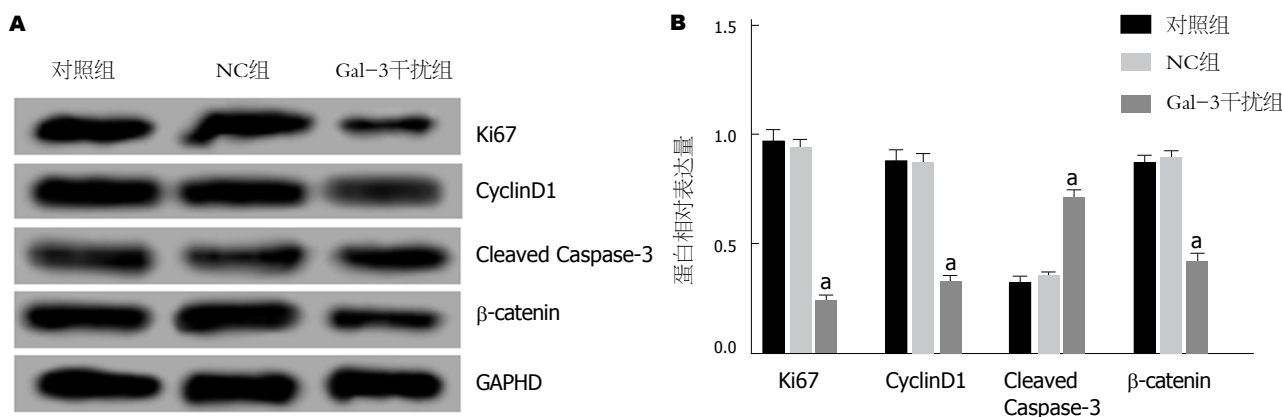 A
对照组 NC组 Gal-3干扰组
Ki67
CyclinD1
Cleaved Caspase-3
β-catenin
GAPHD
B
蛋白相对表达量
1.5
1.0
0.5
0.0
对照组
NC组
Gal-3干扰组
a
a
a
a
Ki67 CyclinD1 Cleaved β-catenin
Caspase-3